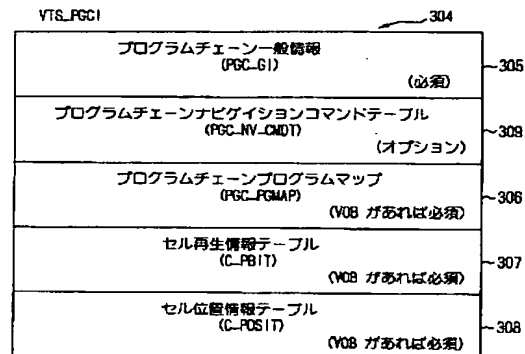 VTS_PGCI
304
プログラムチェーン一般情報
(PGC_GI)
(必須)
305
プログラムチェーンナビゲイションコマンドテーブル
(PGC_NV_CMDT)
(オプション)
309
プログラムチェーンプログラムマップ
(PGC_PGMAP)
(VOB があれば必須)
306
セル再生情報テーブル
(C_PBIT)
(VOB があれば必須)
307
セル位置情報テーブル
(C_POSIT)
(VOB があれば必須)
308